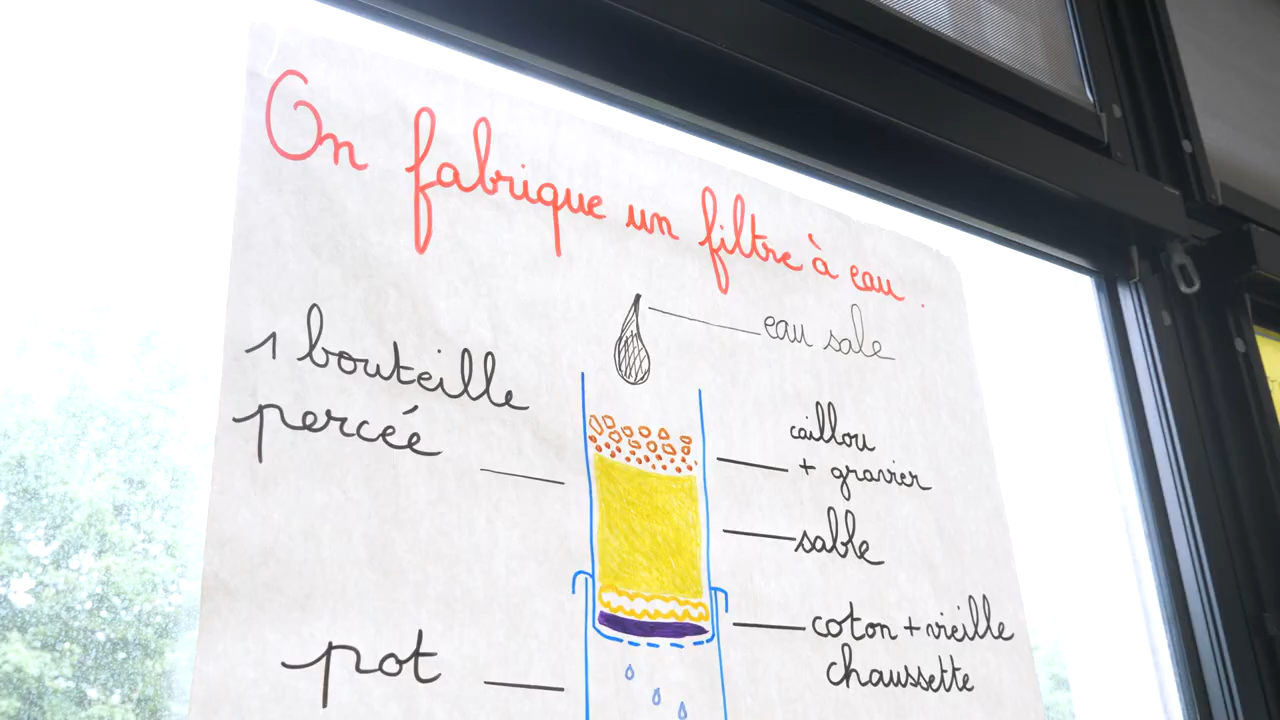 On fabrique un filtre à eau.
eau sale
1 bouteille
percée
caillou
+ gravier
sable
coton + vieille
chaussette
pot